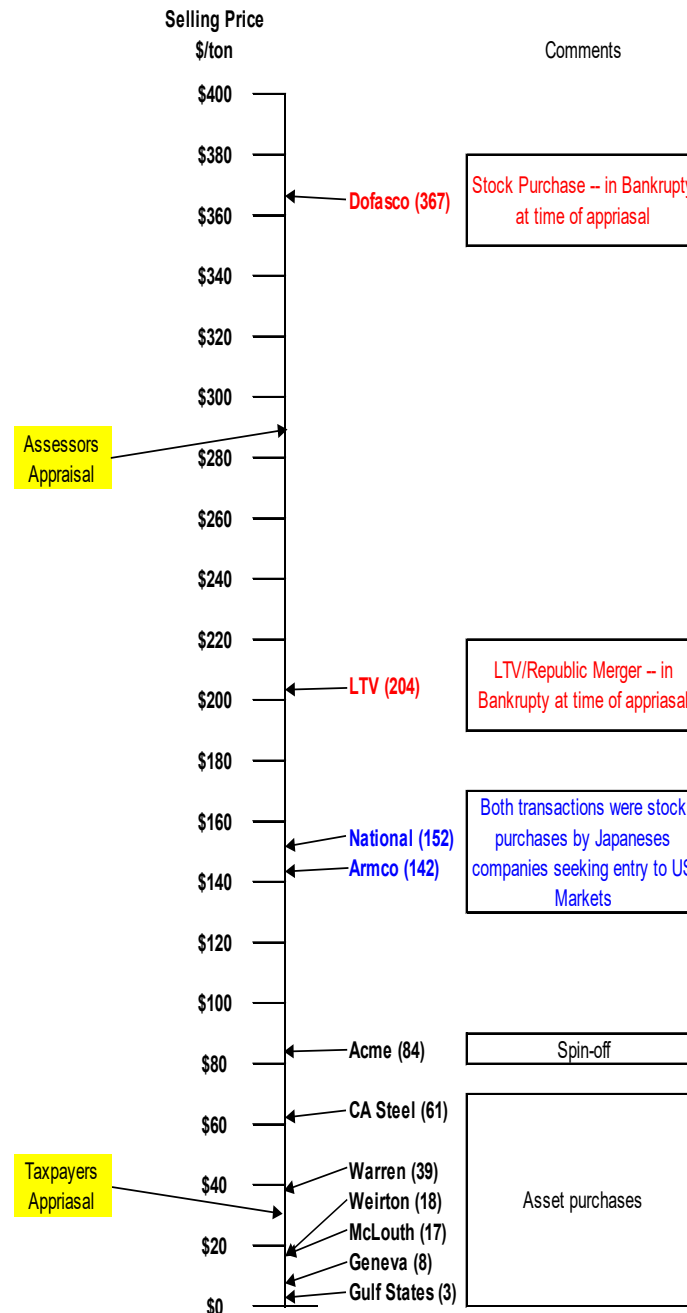 Selling Price
$/ton
Comments
$400
$380
Stock Purchase -- in Bankrupty
at time of appriasal
Dofasco (367)
$360
$340
$320
$300
Assessors
Appraisal
$280
$260
$240
$220
LTV/Republic Merger -- in
Bankrupty at time of appriasal
LTV (204)
$200
$180
$160
Both transactions were stock
purchases by Japaneses
companies seeking entry to US
Markets
National (152)
Armco (142)
$140
$120
$100
Acme (84)
Spin-off
$80
CA Steel (61)
$60
Warren (39)
Taxpayers
Appriasal
$40
Weirton (18)
Asset purchases
McLouth (17)
$20
Geneva (8)
Gulf States (3)
$0